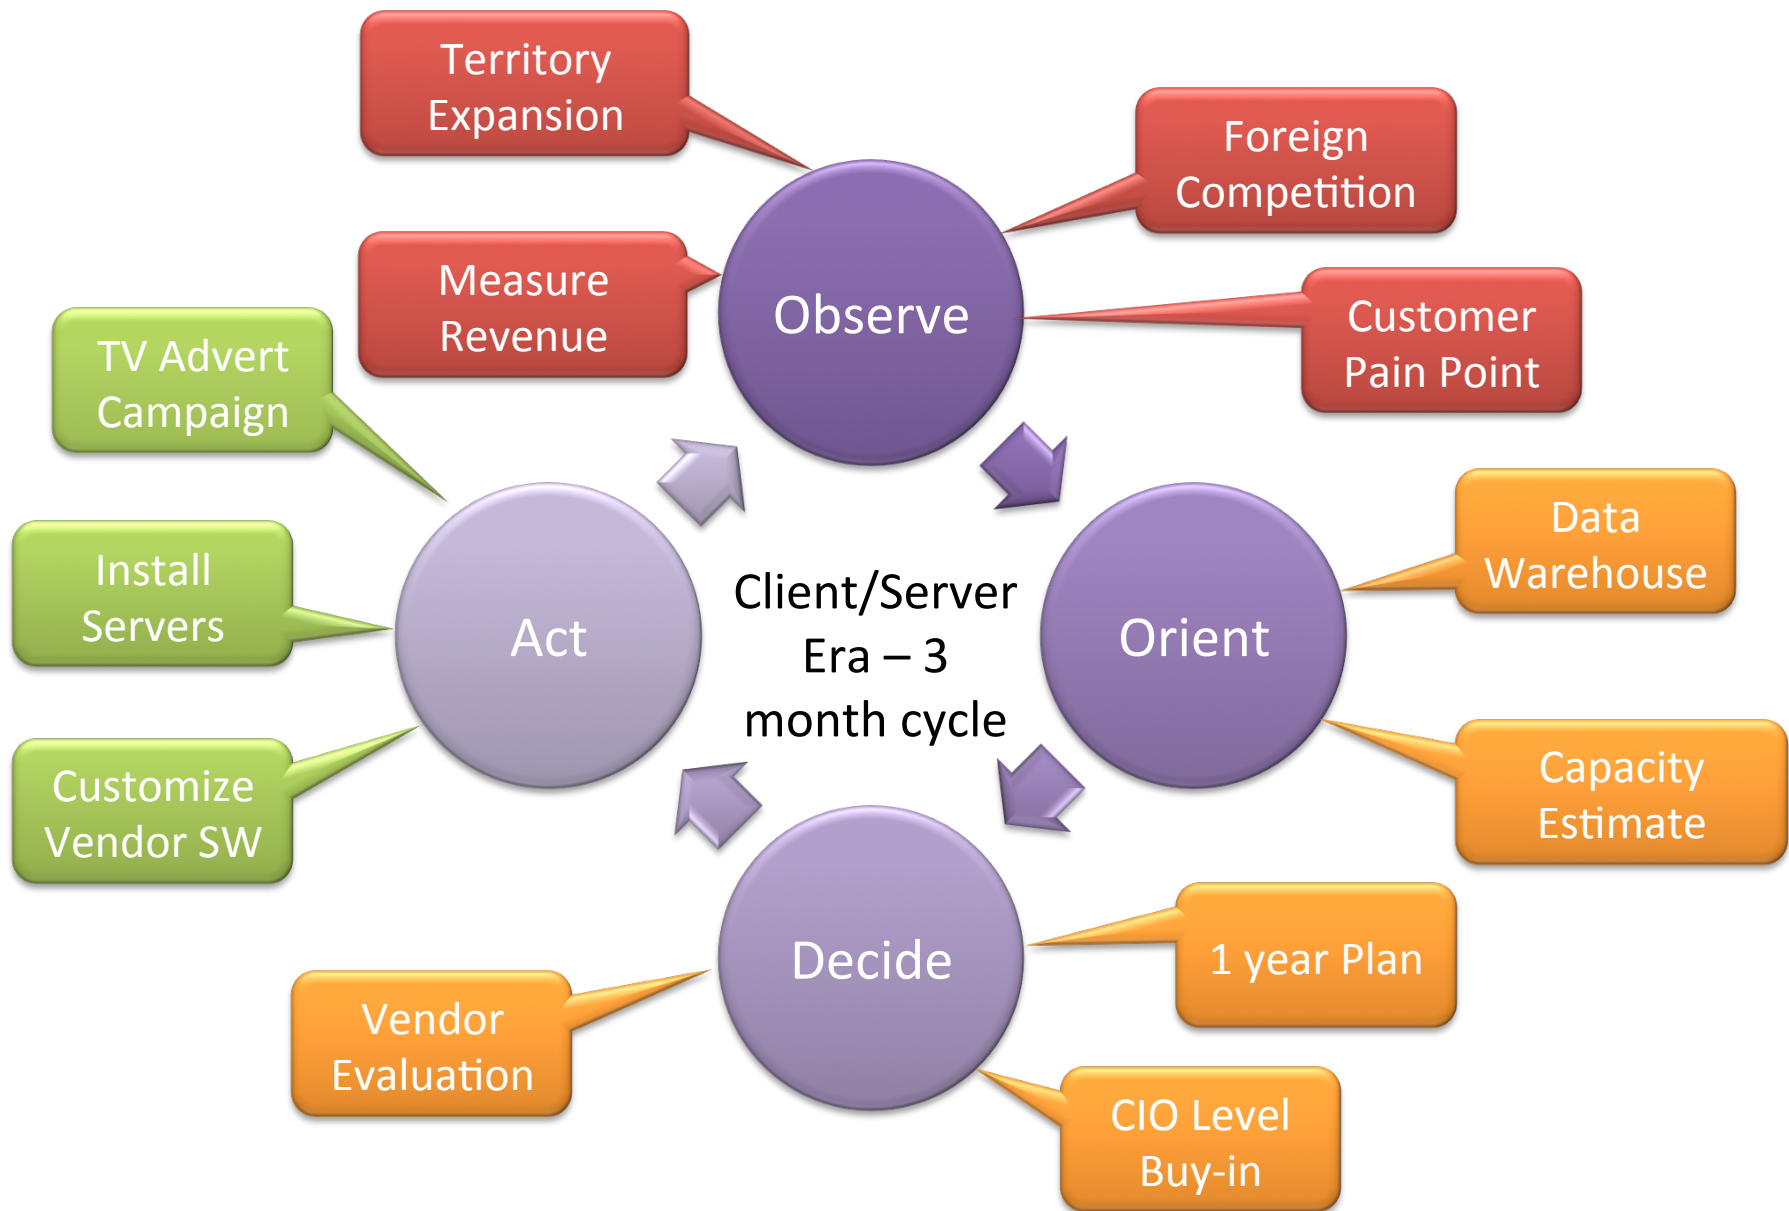 Territory
Expansion
Foreign
Competition
Measure
Revenue
Observe
Customer
Pain Point
TV Advert
Campaign
Data
Warehouse
Install
Servers
Act
Client/Server
Era – 3
month cycle
Orient
Customize
Vendor SW
Capacity
Estimate
Decide
1 year Plan
Vendor
Evaluation
CIO Level
Buy-in